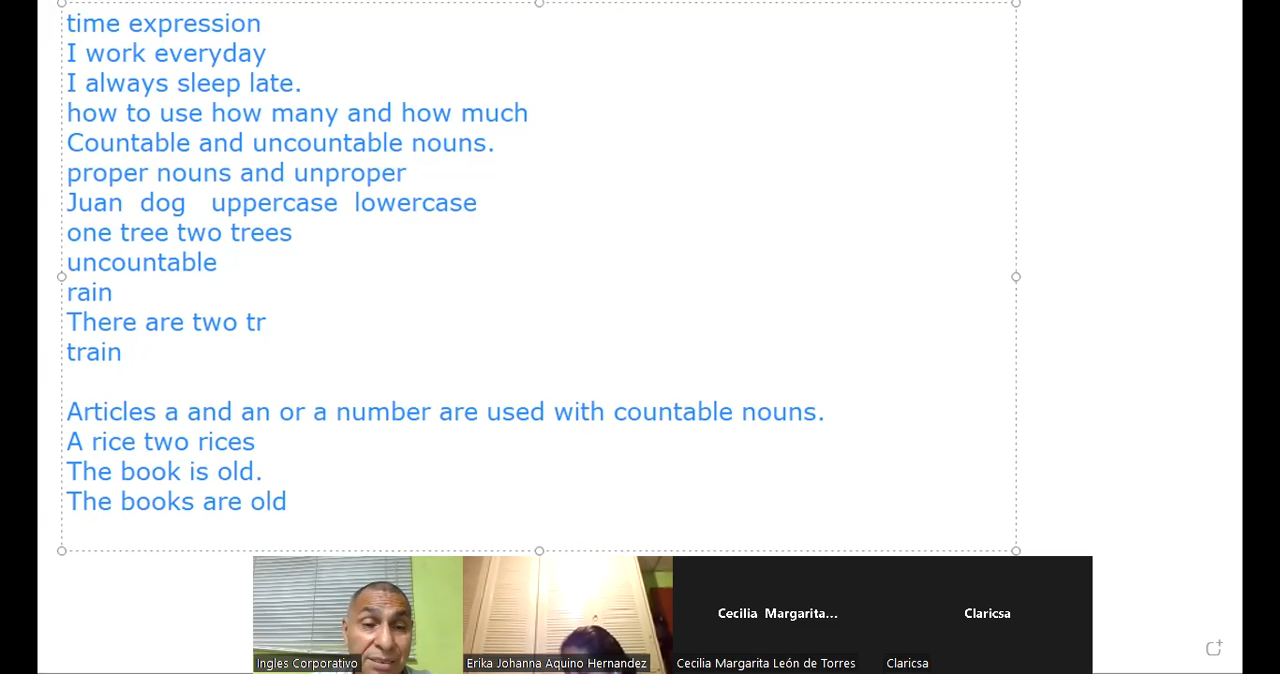 time expression
I work everyday
I always sleep late.
how to use how many and how much
Countable and uncountable nouns.
proper nouns and unproper
Juan dog uppercase lowercase
one tree two trees
uncountable
rain
There are two tr
train
Articles a and an or a number are used with countable nouns.
A rice two rices
The book is old.
The books are old
Cecilia Margarita...
Claricsa
Ingles Corporativo
Erika Johanna Aquino Hernandez
Cecilia Margarita León de Torres
Claricsa